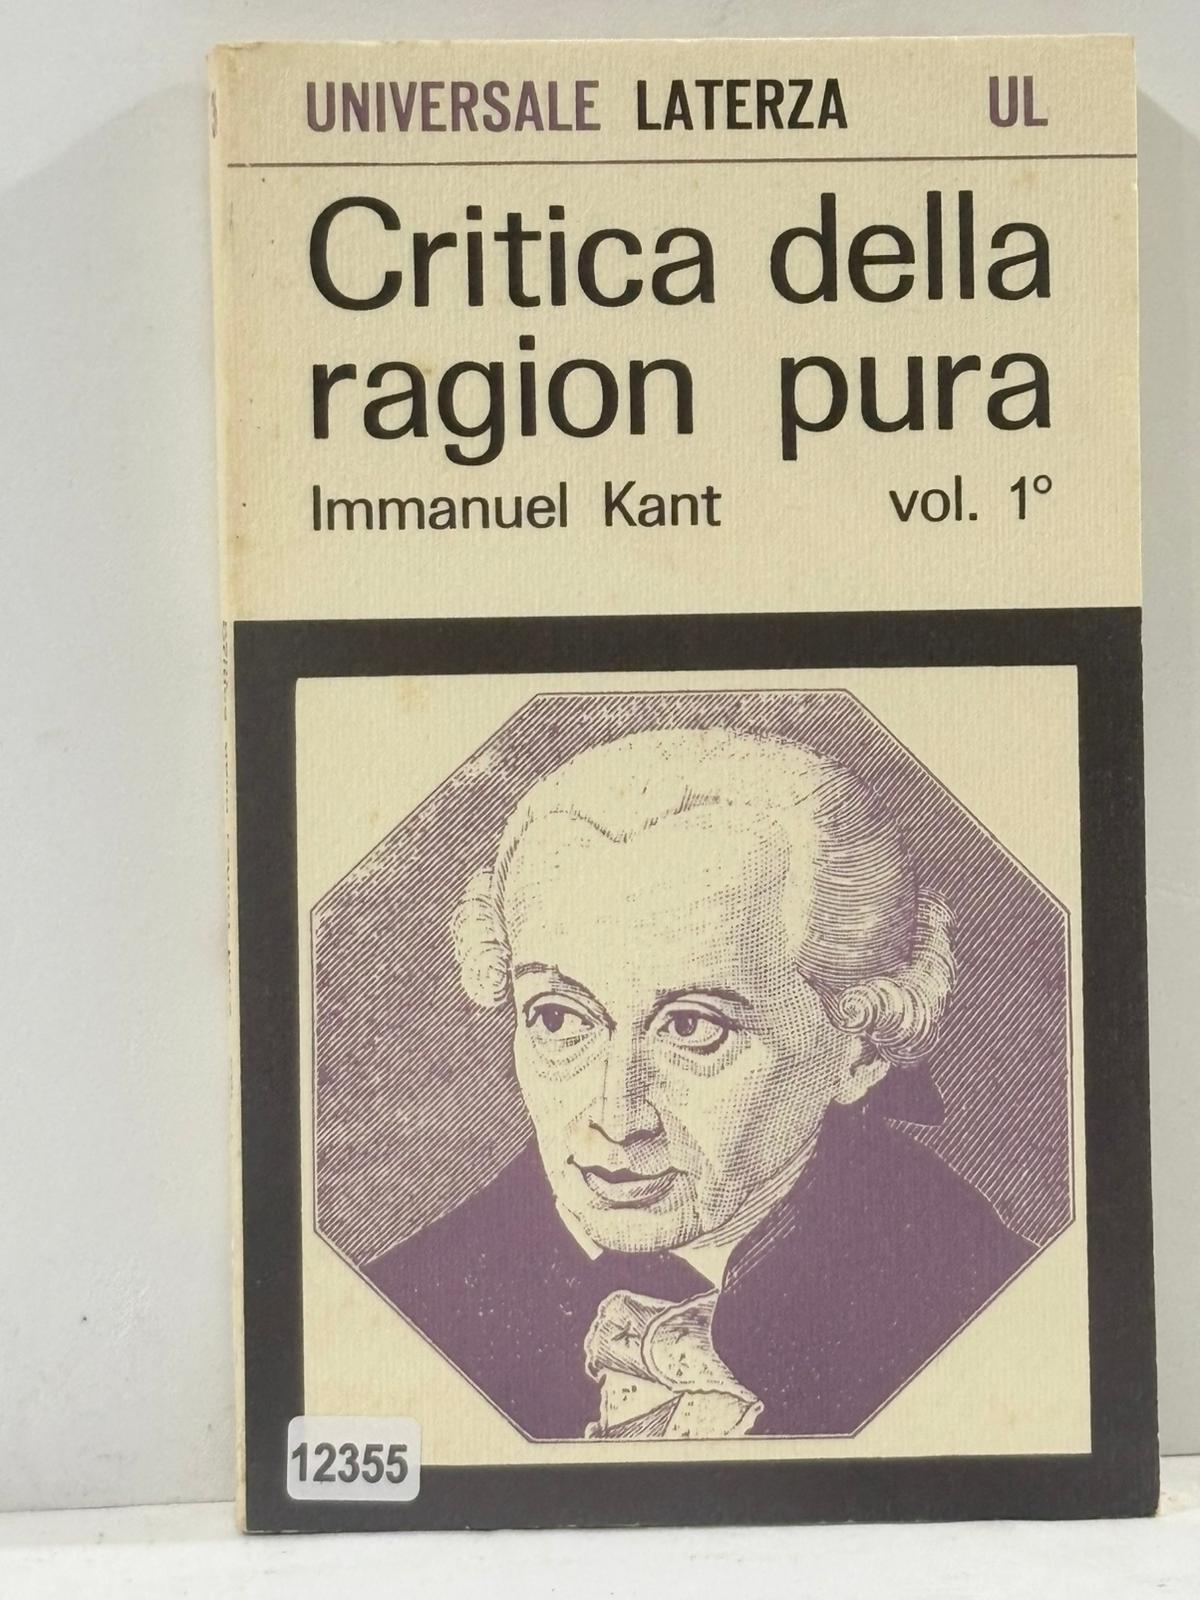 UNIVERSALE LATERZA UL
Critica della
ragion pura
Immanuel Kant vol. 1°
12355